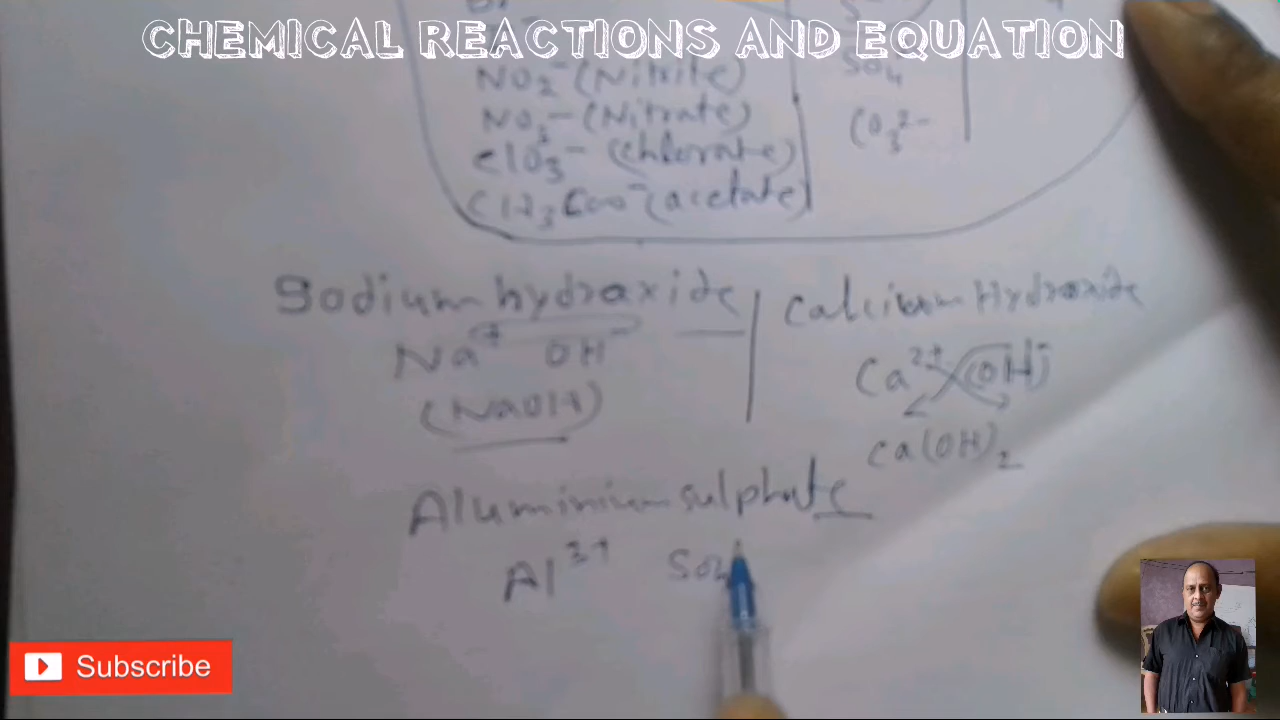 CHEMICAL REACTIONS AND EQUATION
NO₂⁻ (Nitrite)
SO₄
NO₃⁻ (Nitrate)
CO₃²⁻
ClO₃⁻ (chlorate)
CH₃COO⁻ (acetate)
Sodium hydroxide
Calcium Hydroxide
Na⁺ OH⁻
Ca²⁺ (OH)⁻
(NaOH)
Ca(OH)₂
Aluminium sulphate
Al³⁺ SO₄
Subscribe